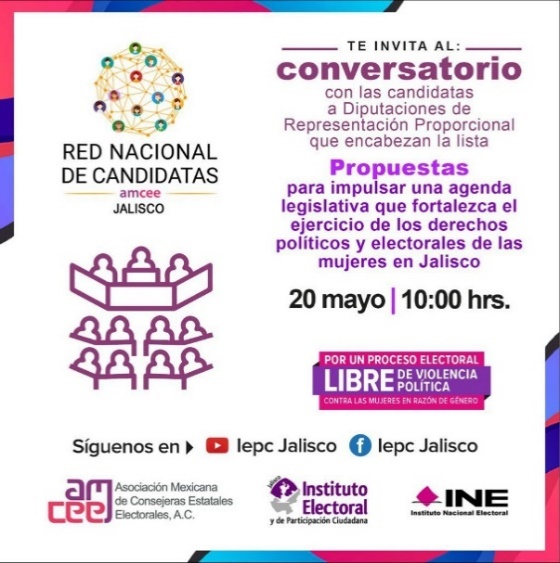 RED NACIONAL
DE CANDIDATAS
amcee
JALISCO
TE INVITA AL:
conversatorio
con las candidatas
a Diputaciones de
Representación Proporcional
que encabezan la lista
Propuestas
para impulsar una agenda
legislativa que fortalezca el
ejercicio de los derechos
políticos y electorales de las
mujeres en Jalisco
20 mayo | 10:00 hrs.
POR UN PROCESO ELECTORAL
LIBRE DE VIOLENCIA
POLÍTICA
CONTRA LAS MUJERES EN RAZÓN DE GÉNERO
Síguenos en Iepc Jalisco f Iepc Jalisco
am
cee
Asociación Mexicana
de Consejeras Estatales
Electorales, A.C.
Jalisco
Instituto
Electoral
y de Participación Ciudadana
INE
Instituto Nacional Electoral